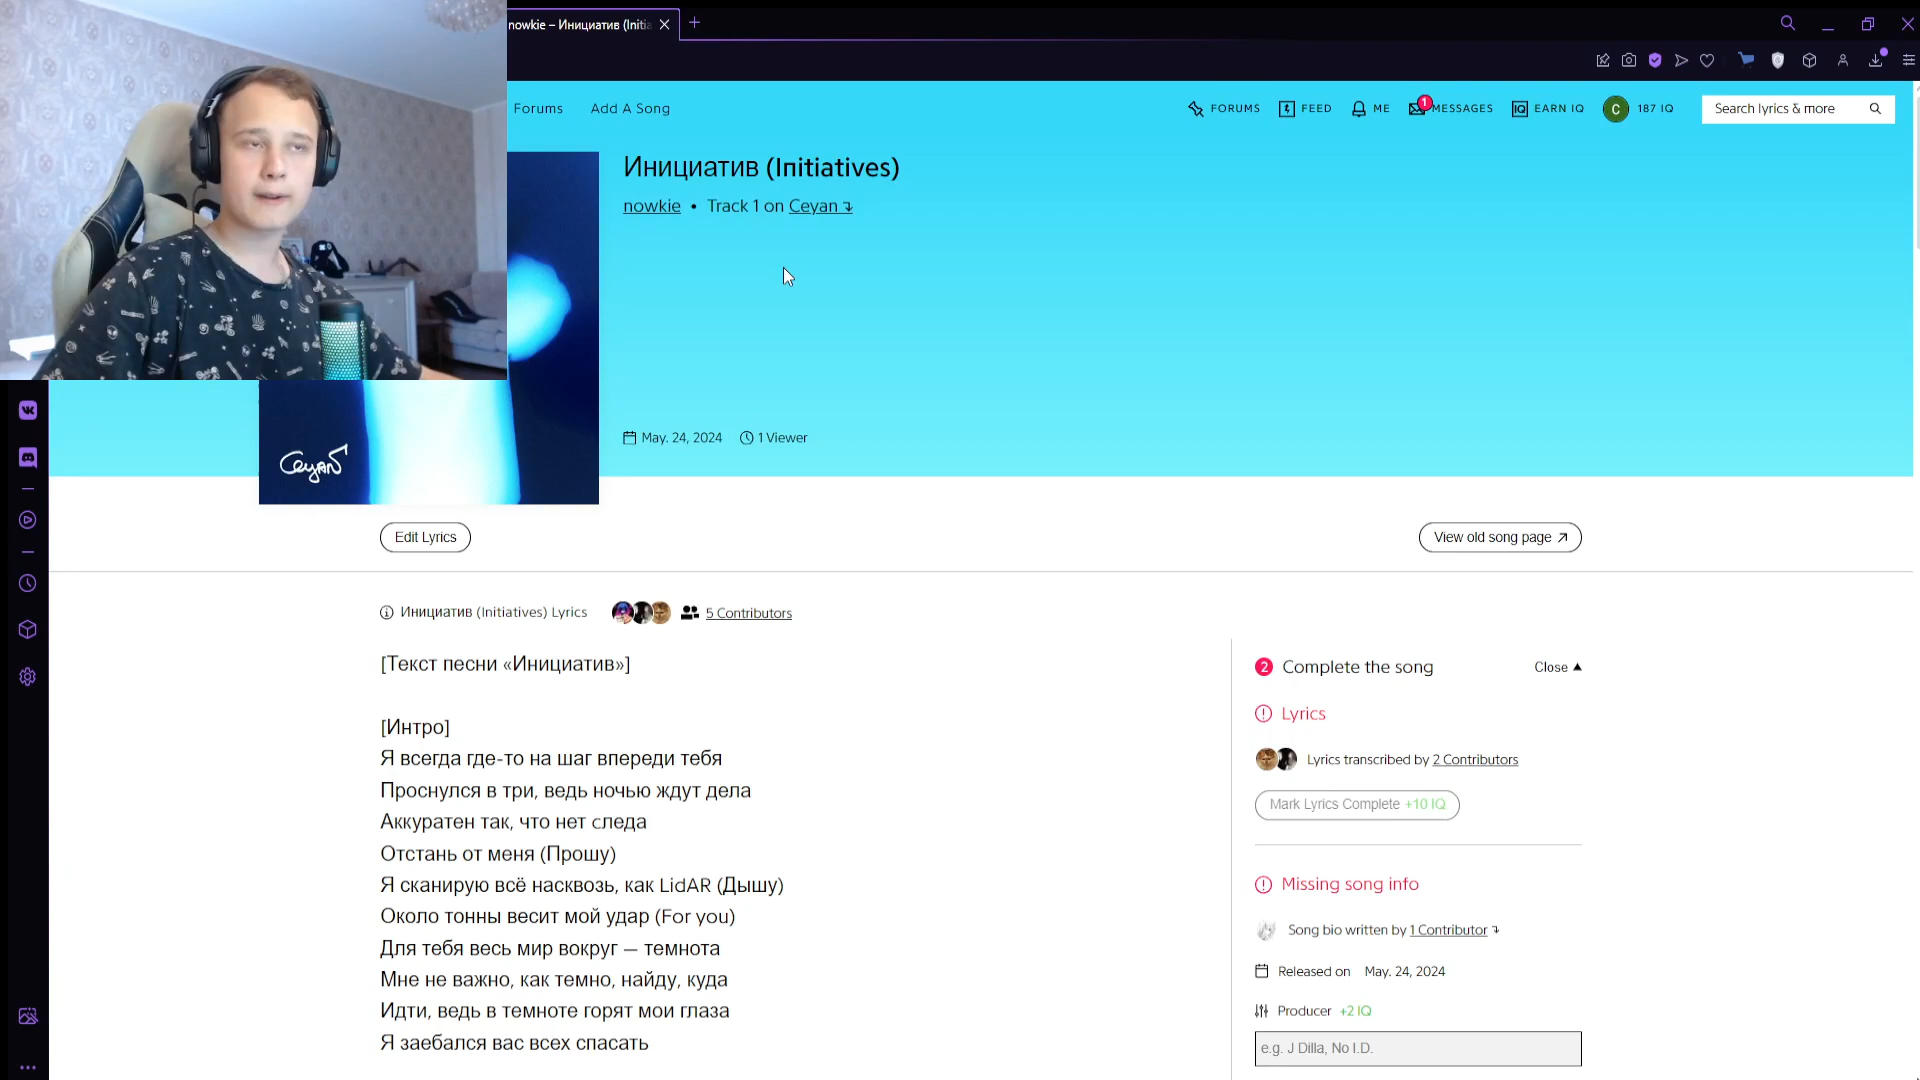 nowkie – Инициатив (Initia
Forums
Add A Song
FORUMS
FEED
ME
1
MESSAGES
EARN IQ
C
187 IQ
Search lyrics & more
Инициатив (Initiatives)
nowkie • Track 1 on Ceyan
Ceyan
May. 24, 2024
1 Viewer
Edit Lyrics
View old song page
Инициатив (Initiatives) Lyrics
5 Contributors
[Текст песни «Инициатив»]
[Интро]
Я всегда где-то на шаг впереди тебя
Проснулся в три, ведь ночью ждут дела
Аккуратен так, что нет следа
Отстань от меня (Прошу)
Я сканирую всё насквозь, как LidAR (Дышу)
Около тонны весит мой удар (For you)
Для тебя весь мир вокруг — темнота
Мне не важно, как темно, найду, куда
Идти, ведь в темноте горят мои глаза
Я заебался вас всех спасать
2 Complete the song
Close
Lyrics
Lyrics transcribed by 2 Contributors
Mark Lyrics Complete +10 IQ
Missing song info
Song bio written by 1 Contributor
Released on May. 24, 2024
Producer +2 IQ
e.g. J Dilla, No I.D.